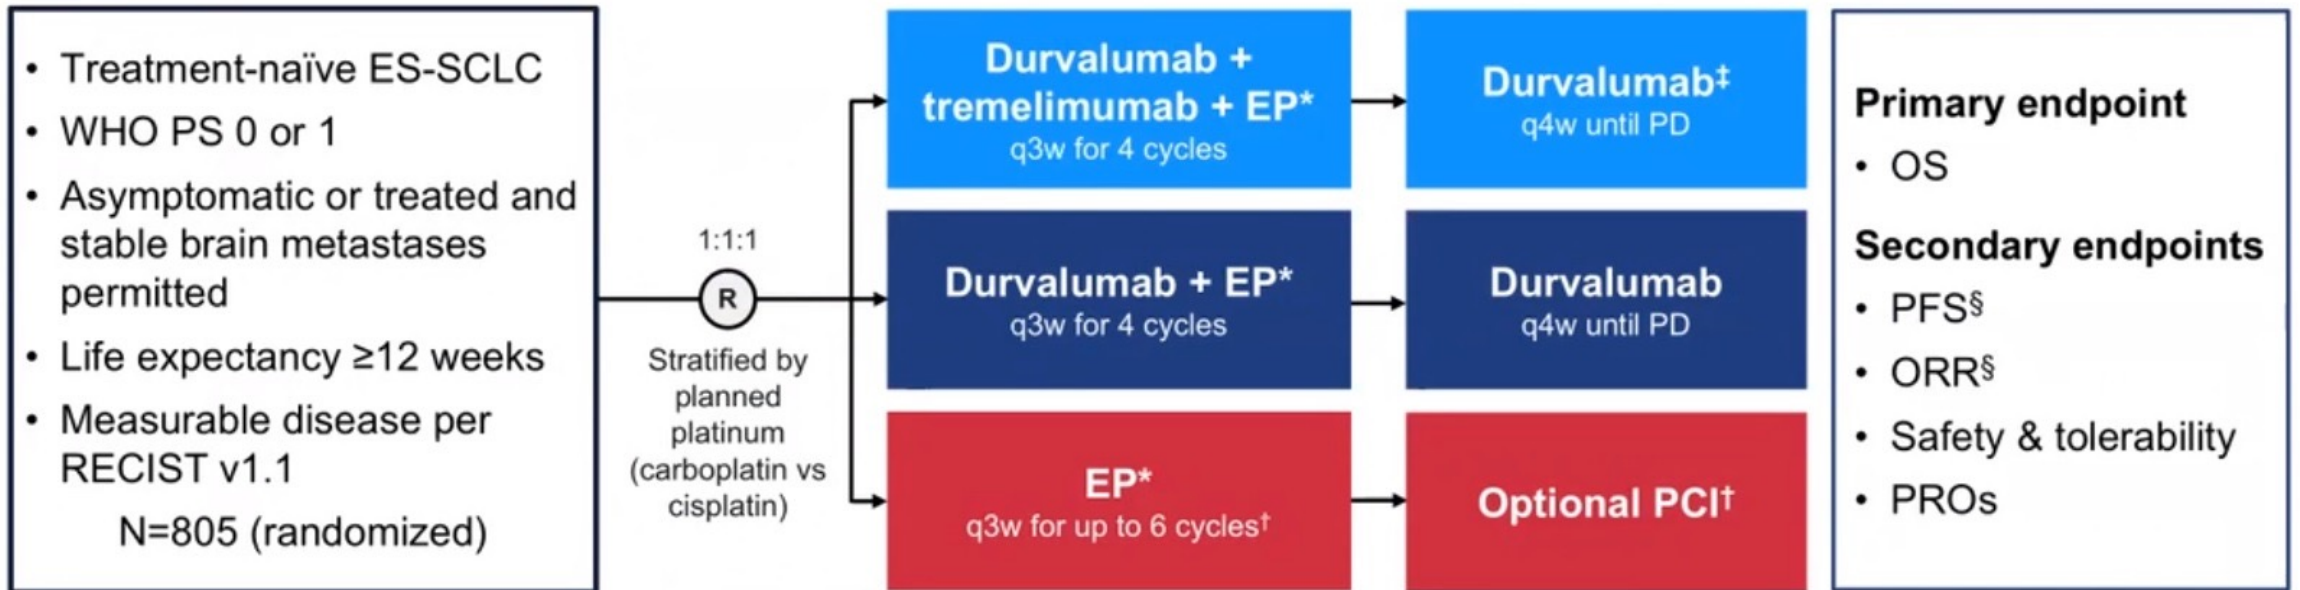 • Treatment-naïve ES-SCLC
• WHO PS 0 or 1
• Asymptomatic or treated and
stable brain metastases
permitted
• Life expectancy ≥12 weeks
• Measurable disease per
RECIST v1.1
N=805 (randomized)
1:1:1
R
Stratified by
planned
platinum
(carboplatin vs
cisplatin)
Durvalumab +
tremelimumab + EP*
q3w for 4 cycles
Durvalumab‡
q4w until PD
Durvalumab + EP*
q3w for 4 cycles
Durvalumab
q4w until PD
EP*
q3w for up to 6 cycles†
Optional PCI†
Primary endpoint
• OS
Secondary endpoints
• PFS§
• ORR§
• Safety & tolerability
• PROs